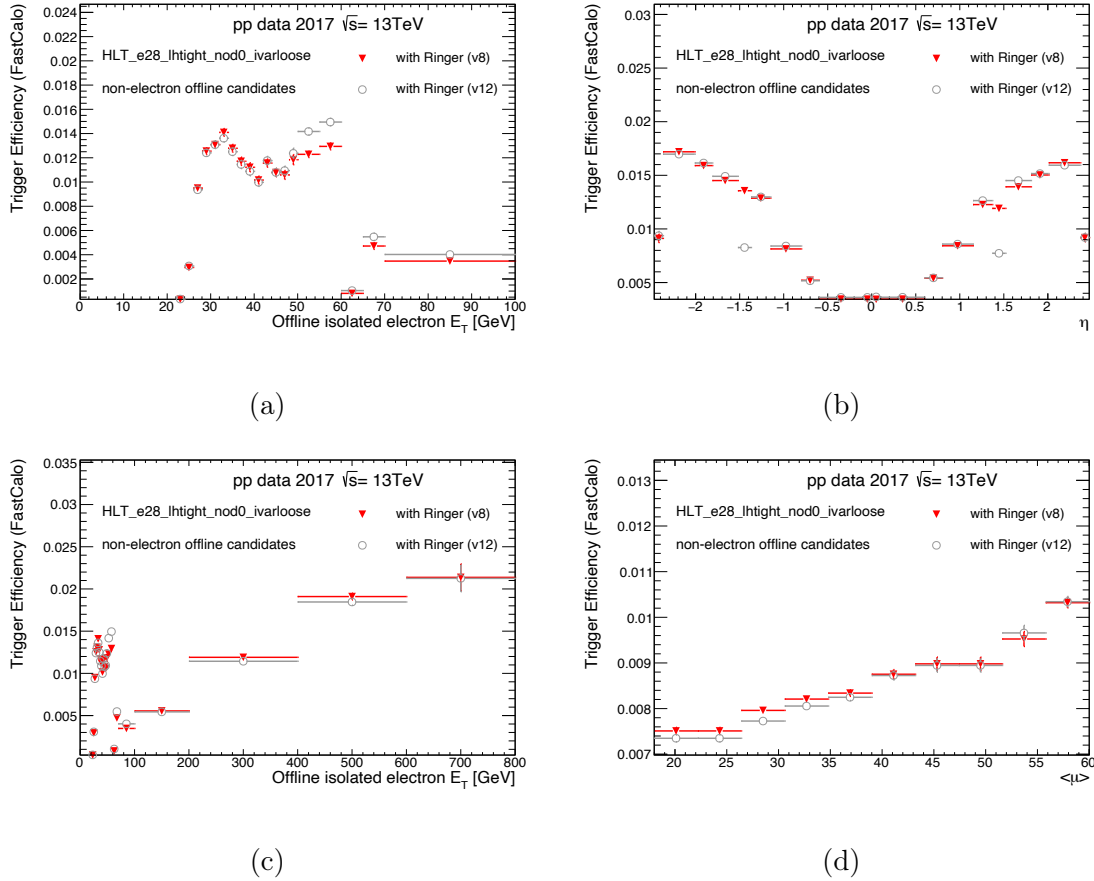 Trigger Efficiency (FastCalo)
0.024
0.022
0.02
0.018
0.016
0.014
0.012
0.01
0.008
0.006
0.004
0.002
pp data 2017 √s= 13TeV
HLT_e28_lhtight_nod0_ivarloose
with Ringer (v8)
non-electron offline candidates
with Ringer (v12)
0 10 20 30 40 50 60 70 80 90 100
Offline isolated electron E_T [GeV]
(a)
Trigger Efficiency (FastCalo)
0.03
0.025
0.02
0.015
0.01
0.005
pp data 2017 √s= 13TeV
HLT_e28_lhtight_nod0_ivarloose
with Ringer (v8)
non-electron offline candidates
with Ringer (v12)
−2 −1.5 −1 −0.5 0 0.5 1 1.5 2
η
(b)
Trigger Efficiency (FastCalo)
0.035
0.03
0.025
0.02
0.015
0.01
0.005
pp data 2017 √s= 13TeV
HLT_e28_lhtight_nod0_ivarloose
with Ringer (v8)
non-electron offline candidates
with Ringer (v12)
0 100 200 300 400 500 600 700 800
Offline isolated electron E_T [GeV]
(c)
Trigger Efficiency (FastCalo)
0.013
0.012
0.011
0.01
0.009
0.008
0.007
pp data 2017 √s= 13TeV
HLT_e28_lhtight_nod0_ivarloose
with Ringer (v8)
non-electron offline candidates
with Ringer (v12)
20 25 30 35 40 45 50 55 60
<μ>
(d)